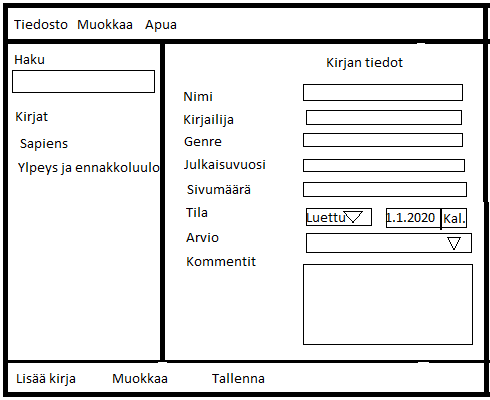 Tiedosto Muokkaa Apua
Haku
Kirjat
Sapiens
Ylpeys ja ennakkoluulo
Kirjan tiedot
Nimi
Kirjailija
Genre
Julkaisuvuosi
Sivumäärä
Tila Luettu 1.1.2020 Kal.
Arvio
Kommentit
Lisää kirja Muokkaa Tallenna